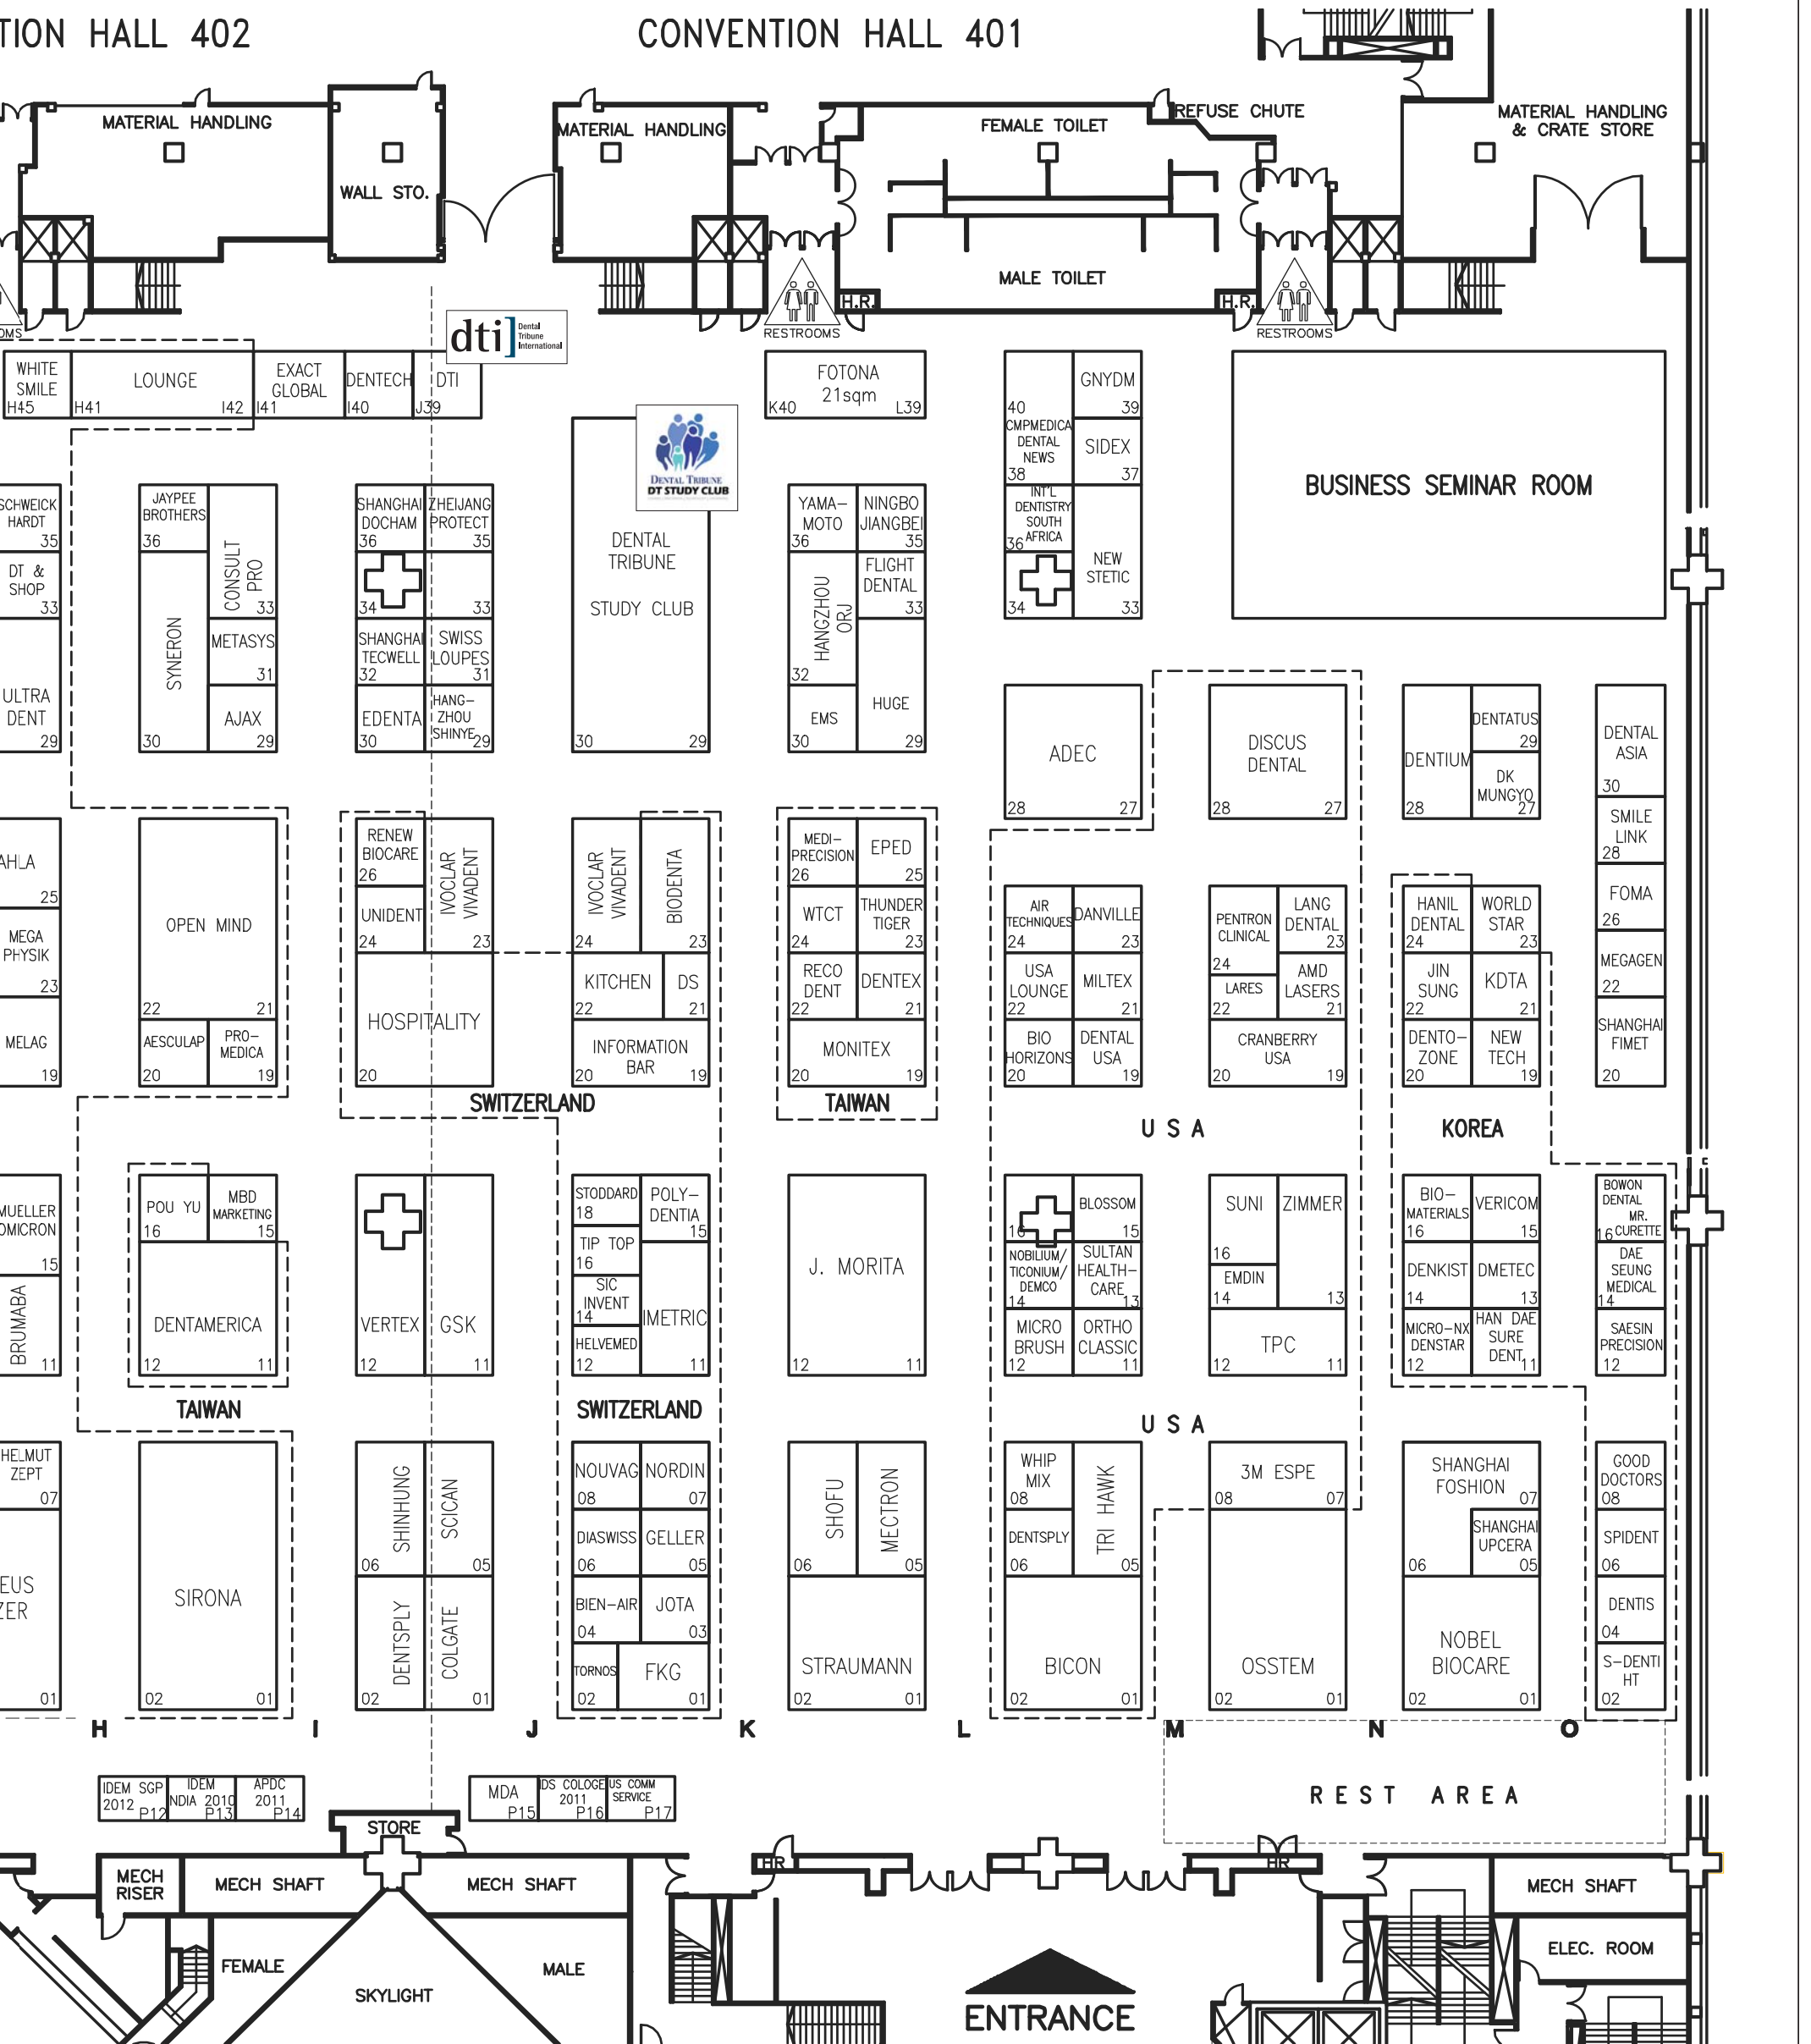 TION HALL 402
CONVENTION HALL 401
MATERIAL HANDLING
WALL STO.
MATERIAL HANDLING
FEMALE TOILET
REFUSE CHUTE
MATERIAL HANDLING
& CRATE STORE
MALE TOILET
H.R.
H.R.
OMS
RESTROOMS
RESTROOMS
dti]
Dental
Tribune
International
WHITE
SMILE
H45
LOUNGE
H41
I42
EXACT
GLOBAL
I41
DENTECH
I40
DTI
J39
FOTONA
21sqm
K40
L39
40
CMPMEDICA
DENTAL
NEWS
38
GNYDM
39
SIDEX
37
INT'L
DENTISTRY
SOUTH
AFRICA
36
34
NEW
STETIC
33
BUSINESS SEMINAR ROOM
DENTAL TRIBUNE
DT STUDY CLUB
SCHWEICK
HARDT
35
DT &
SHOP
33
ULTRA
DENT
29
JAYPEE
BROTHERS
36
CONSULT
PRO
33
SYNERON
30
METASYS
31
AJAX
29
SHANGHAI
DOCHAM
36
ZHEIJANG
PROTECT
35
34
33
SHANGHAI
TECWELL
32
SWISS
LOUPES
31
EDENTA
30
HANG-
ZHOU
SHINYE
29
DENTAL
TRIBUNE
STUDY CLUB
30
29
YAMA-
MOTO
36
NINGBO
JIANGBEI
35
HANGZHOU
ORJ
32
FLIGHT
DENTAL
33
EMS
30
HUGE
29
ADEC
28
27
DISCUS
DENTAL
28
27
DENTIUM
28
DENTATUS
29
DK
MUNGYO
27
DENTAL
ASIA
30
SMILE
LINK
28
FOMA
26
MEGAGEN
22
SHANGHAI
FIMET
20
AHLA
25
MEGA
PHYSIK
23
MELAG
19
OPEN MIND
22
21
AESCULAP
20
PRO-
MEDICA
19
RENEW
BIOCARE
26
IVOCLAR
VIVADENT
23
UNIDENT
24
HOSPITALITY
20
IVOCLAR
VIVADENT
24
BIODENTA
23
KITCHEN
22
DS
21
INFORMATION
BAR
20
19
MEDI-
PRECISION
26
EPED
25
WTCT
24
THUNDER
TIGER
23
RECO
DENT
22
DENTEX
21
MONITEX
20
19
AIR
TECHNIQUES
24
DANVILLE
23
USA
LOUNGE
22
MILTEX
21
BIO
HORIZONS
20
DENTAL
USA
19
PENTRON
CLINICAL
24
LANG
DENTAL
23
LARES
22
AMD
LASERS
21
CRANBERRY
USA
20
19
HANIL
DENTAL
24
WORLD
STAR
23
JIN
SUNG
22
KDTA
21
DENTO-
ZONE
20
NEW
TECH
19
SWITZERLAND
TAIWAN
U S A
KOREA
MUELLER
OMICRON
15
BRUMABA
11
POU YU
16
MBD
MARKETING
15
DENTAMERICA
12
11
VERTEX
12
GSK
11
STODDARD
18
POLY-
DENTIA
15
TIP TOP
16
SIC
INVENT
14
IMETRIC
11
HELVEMED
12
J. MORITA
12
11
16
BLOSSOM
15
NOBILIUM/
TICONIUM/
DEMCO
14
SULTAN
HEALTH-
CARE
13
MICRO
BRUSH
12
ORTHO
CLASSIC
11
SUNI
16
ZIMMER
13
EMDIN
14
TPC
12
11
BIO-
MATERIALS
16
VERICOM
15
DENKIST
14
DMETEC
13
MICRO-NX
DENSTAR
12
HAN DAE
SURE
DENT
11
BOWON
DENTAL
MR.
CURETTE
16
DAE
SEUNG
MEDICAL
14
SAESIN
PRECISION
12
TAIWAN
SWITZERLAND
U S A
HELMUT
ZEPT
07
EUS
ZER
01
SIRONA
02
01
SHINHUNG
06
SCICAN
05
DENTSPLY
02
COLGATE
01
NOUVAG
08
NORDIN
07
DIASWISS
06
GELLER
05
BIEN-AIR
04
JOTA
03
TORNOS
02
FKG
01
SHOFU
06
MECTRON
05
STRAUMANN
02
01
WHIP
MIX
08
TRI HAWK
05
DENTSPLY
06
BICON
02
01
3M ESPE
08
07
OSSTEM
02
01
SHANGHAI
FOSHION
07
06
SHANGHAI
UPCERA
05
NOBEL
BIOCARE
02
01
GOOD
DOCTORS
08
SPIDENT
06
DENTIS
04
S-DENTI
HT
02
H
I
J
K
L
M
N
O
IDEM SGP
2012
P12
IDEM
NDIA 2010
P13
APDC
2011
P14
MDA
P15
IDS COLOGE
2011
P16
US COMM
SERVICE
P17
REST AREA
STORE
MECH
RISER
MECH SHAFT
MECH SHAFT
HR
HR
MECH SHAFT
FEMALE
MALE
SKYLIGHT
ELEC. ROOM
ENTRANCE